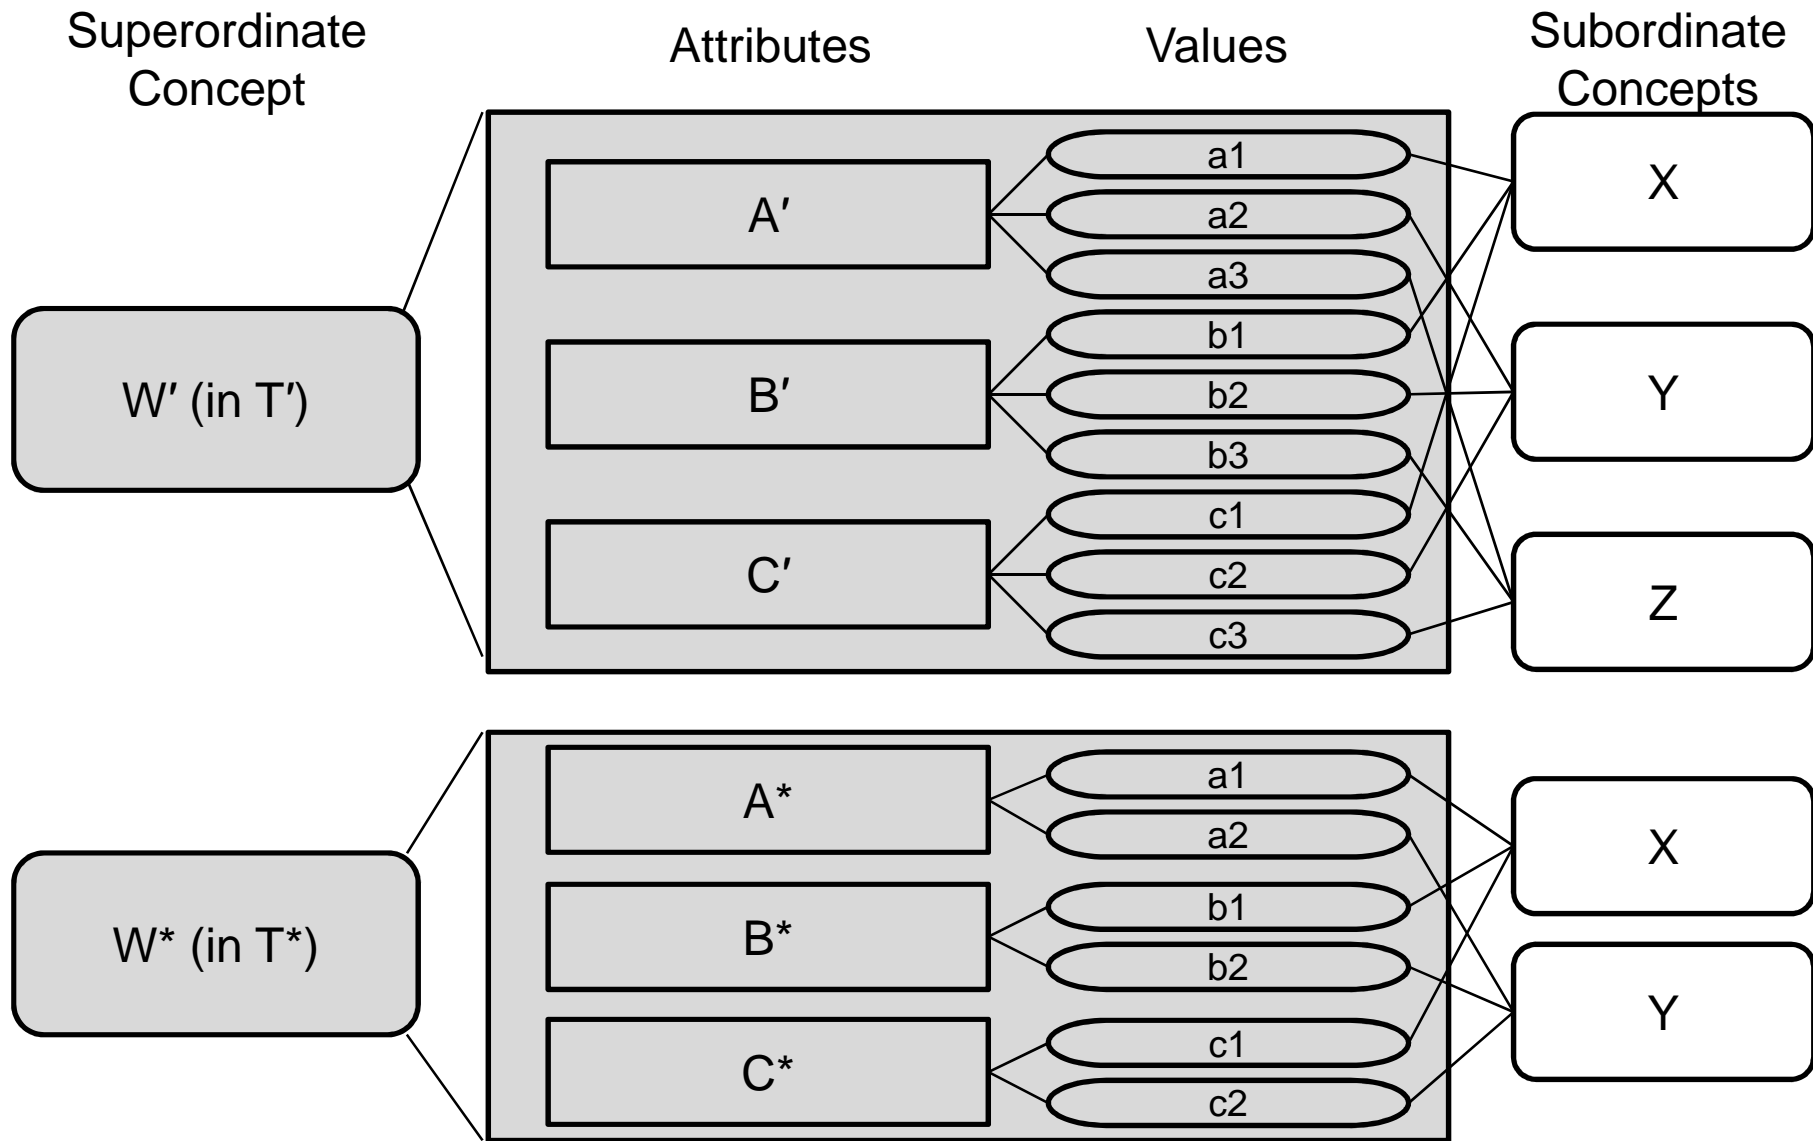 Superordinate
Concept
Attributes
Values
Subordinate
Concepts
W′ (in T′)
A′
a1
a2
a3
B′
b1
b2
b3
C′
c1
c2
c3
X
Y
Z
W* (in T*)
A*
a1
a2
B*
b1
b2
C*
c1
c2
X
Y